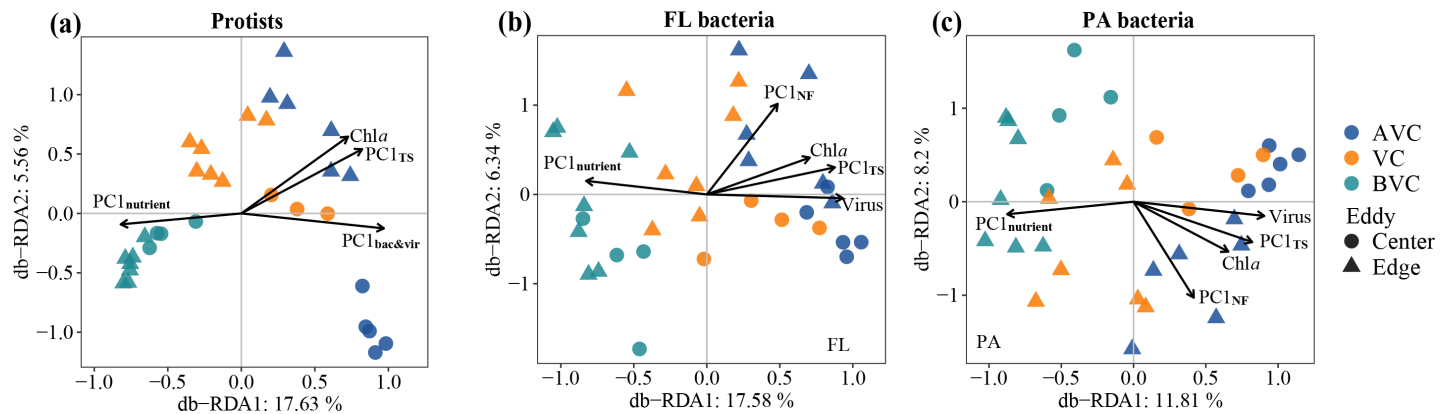 (a)
Protists
db-RDA2: 5.56 %
1.0
0.5
0.0
−0.5
−1.0
Chla
PC1TS
PC1nutrient
PC1bac&vir
−1.0 −0.5 0.0 0.5 1.0
db-RDA1: 17.63 %
(b)
FL bacteria
db-RDA2: 6.34 %
1
0
−1
PC1NF
Chla
PC1TS
PC1nutrient
Virus
FL
−1.0 −0.5 0.0 0.5 1.0
db-RDA1: 17.58 %
(c)
PA bacteria
db-RDA2: 8.2 %
1
0
−1
PC1nutrient
Virus
PC1TS
Chla
PC1NF
PA
−1.0 −0.5 0.0 0.5 1.0
db-RDA1: 11.81 %
AVC
VC
BVC
Eddy
Center
Edge